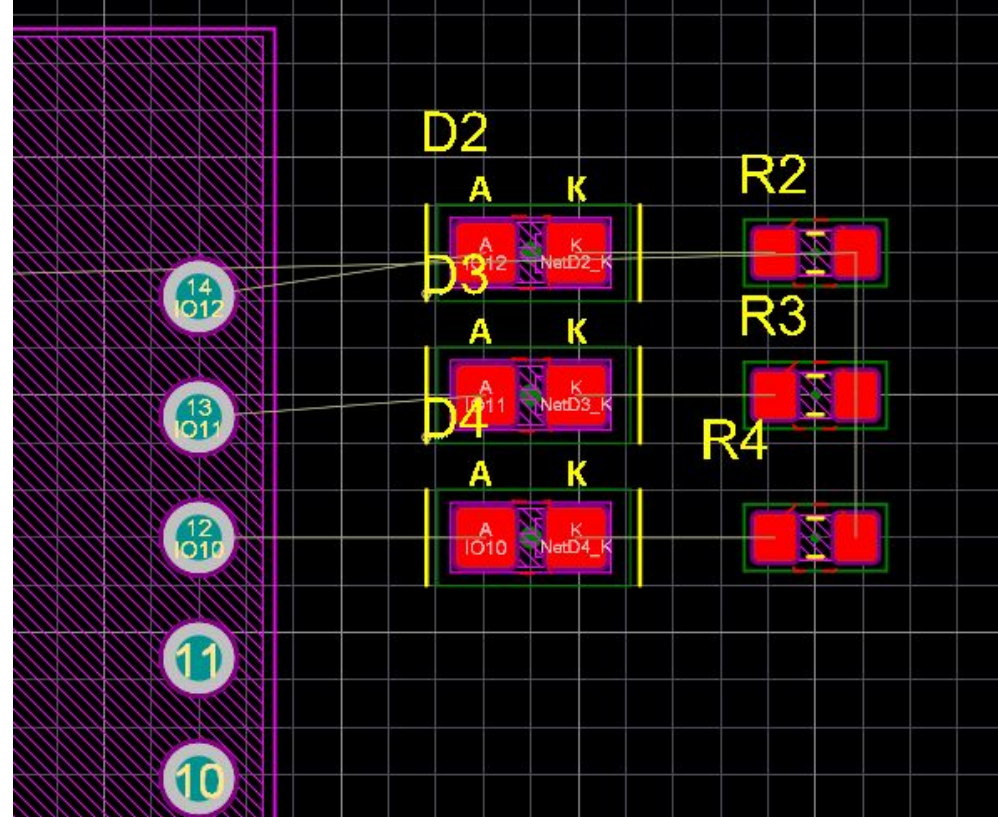 D2
A K
A K
IO12 NetD2_K
R2
14
IO12
D3
A K
A K
IO11 NetD3_K
R3
13
IO11
D4
A K
A K
IO10 NetD4_K
R4
12
IO10
11
10